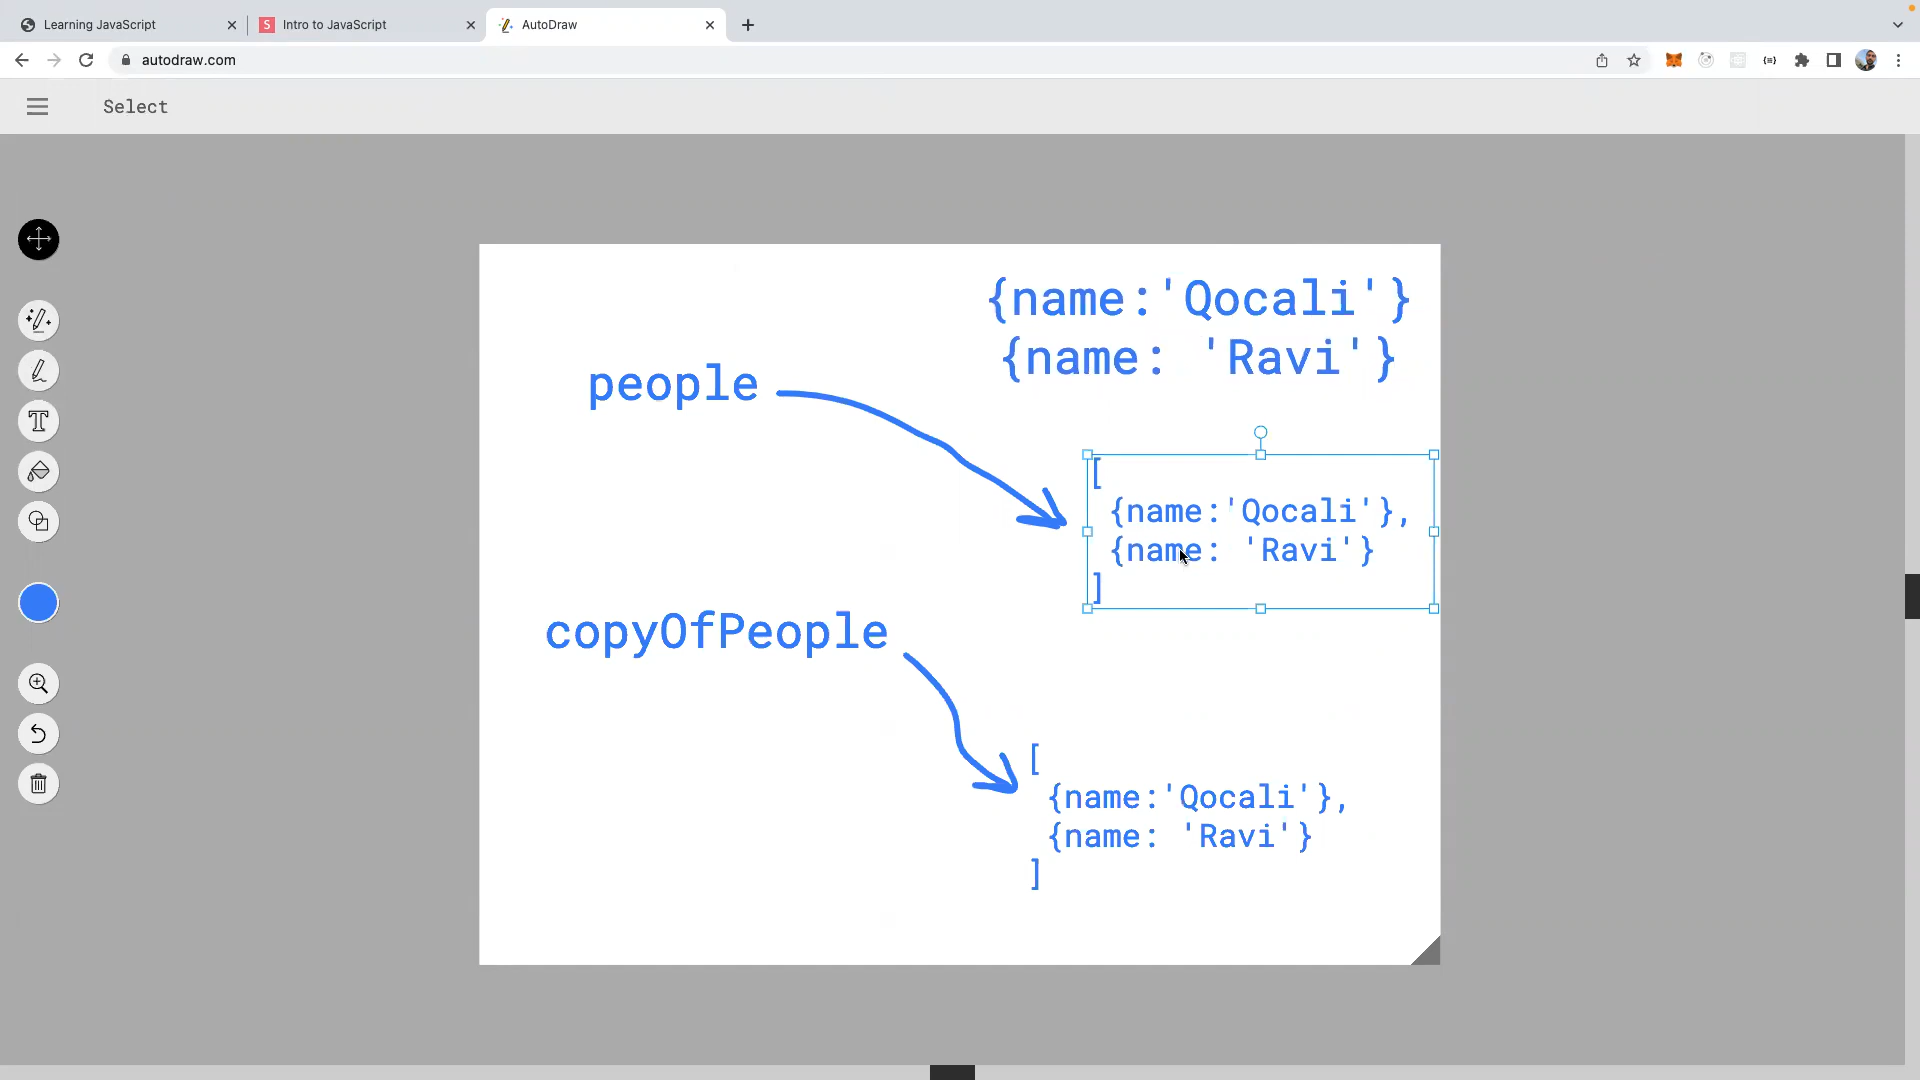 Learning JavaScript
S Intro to JavaScript
AutoDraw
autodraw.com
Select
{name:'Qocali'}
{name: 'Ravi'}
people
[
{name:'Qocali'},
{name: 'Ravi'}
]
copyOfPeople
[
{name:'Qocali'},
{name: 'Ravi'}
]